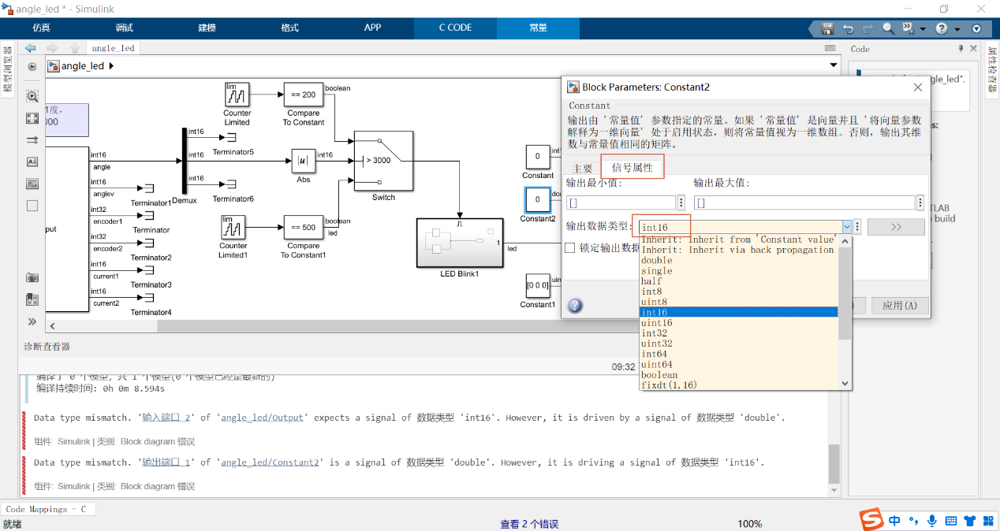 angle_led * - Simulink
仿真
调试
建模
格式
APP
C CODE
常量
模型浏览器
angle_led
angle_led
Code
属性检查器
gle_led".
TLAB
build
1度,
000
lim
Counter
Limited
== 200
boolean
Compare
To Constant
int16
Terminator5
int16
angle
int16
|u|
int16
Abs
> 3000
Switch
int16
anglev
Terminator1
Demux
int16
Terminator6
int32
encoder1
Terminator
lim
Counter
Limited1
== 500
boolean
led
Compare
To Constant1
put
int32
encoder2
Terminator2
1
led
LED Blink1
int16
current1
Terminator3
int16
current2
Terminator4
0
int
Constant
0
dou
Constant2
[0 0 0]
uin
Constant1
Block Parameters: Constant2
Constant
输出由 '常量值' 参数指定的常量。如果 '常量值' 是向量并且 '将向量参数
解释为一维向量' 处于启用状态，则将常量值视为一维数组。否则，输出其维
数与常量值相同的矩阵。
主要
信号属性
输出最小值:
输出最大值:
[]
[]
输出数据类型:
int16
>>
锁定输出数据
Inherit: Inherit from 'Constant value'
Inherit: Inherit via back propagation
double
single
half
int8
uint8
int16
uint16
int32
uint32
int64
uint64
boolean
fixdt(1,16)
应用(A)
诊断查看器
09:32
编译了 0 个模型, 共 1 个模型(0 个模型已经是最新的)
编译持续时间: 0h 0m 8.594s
Data type mismatch. '输入端口 2' of 'angle_led/Output' expects a signal of 数据类型 'int16'. However, it is driven by a signal of 数据类型 'double'.
组件: Simulink | 类别: Block diagram 错误
Data type mismatch. '输出端口 1' of 'angle_led/Constant2' is a signal of 数据类型 'double'. However, it is driving a signal of 数据类型 'int16'.
组件: Simulink | 类别: Block diagram 错误
Code Mappings - C
就绪
查看 2 个错误
100%
中